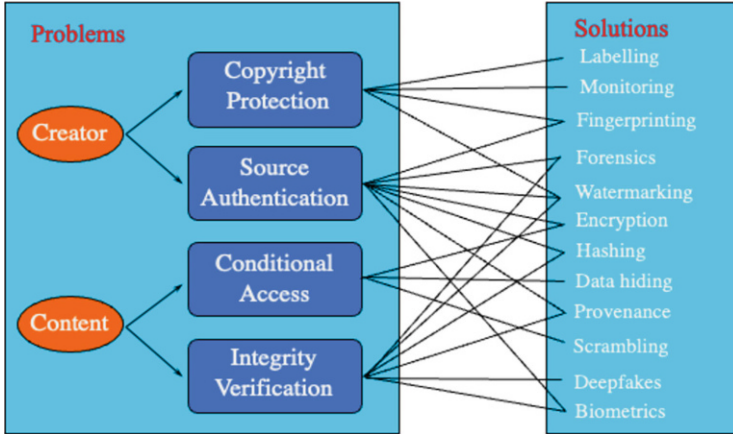 Problems
Creator
Content
Copyright
Protection
Source
Authentication
Conditional
Access
Integrity
Verification
Solutions
Labelling
Monitoring
Fingerprinting
Forensics
Watermarking
Encryption
Hashing
Data hiding
Provenance
Scrambling
Deepfakes
Biometrics